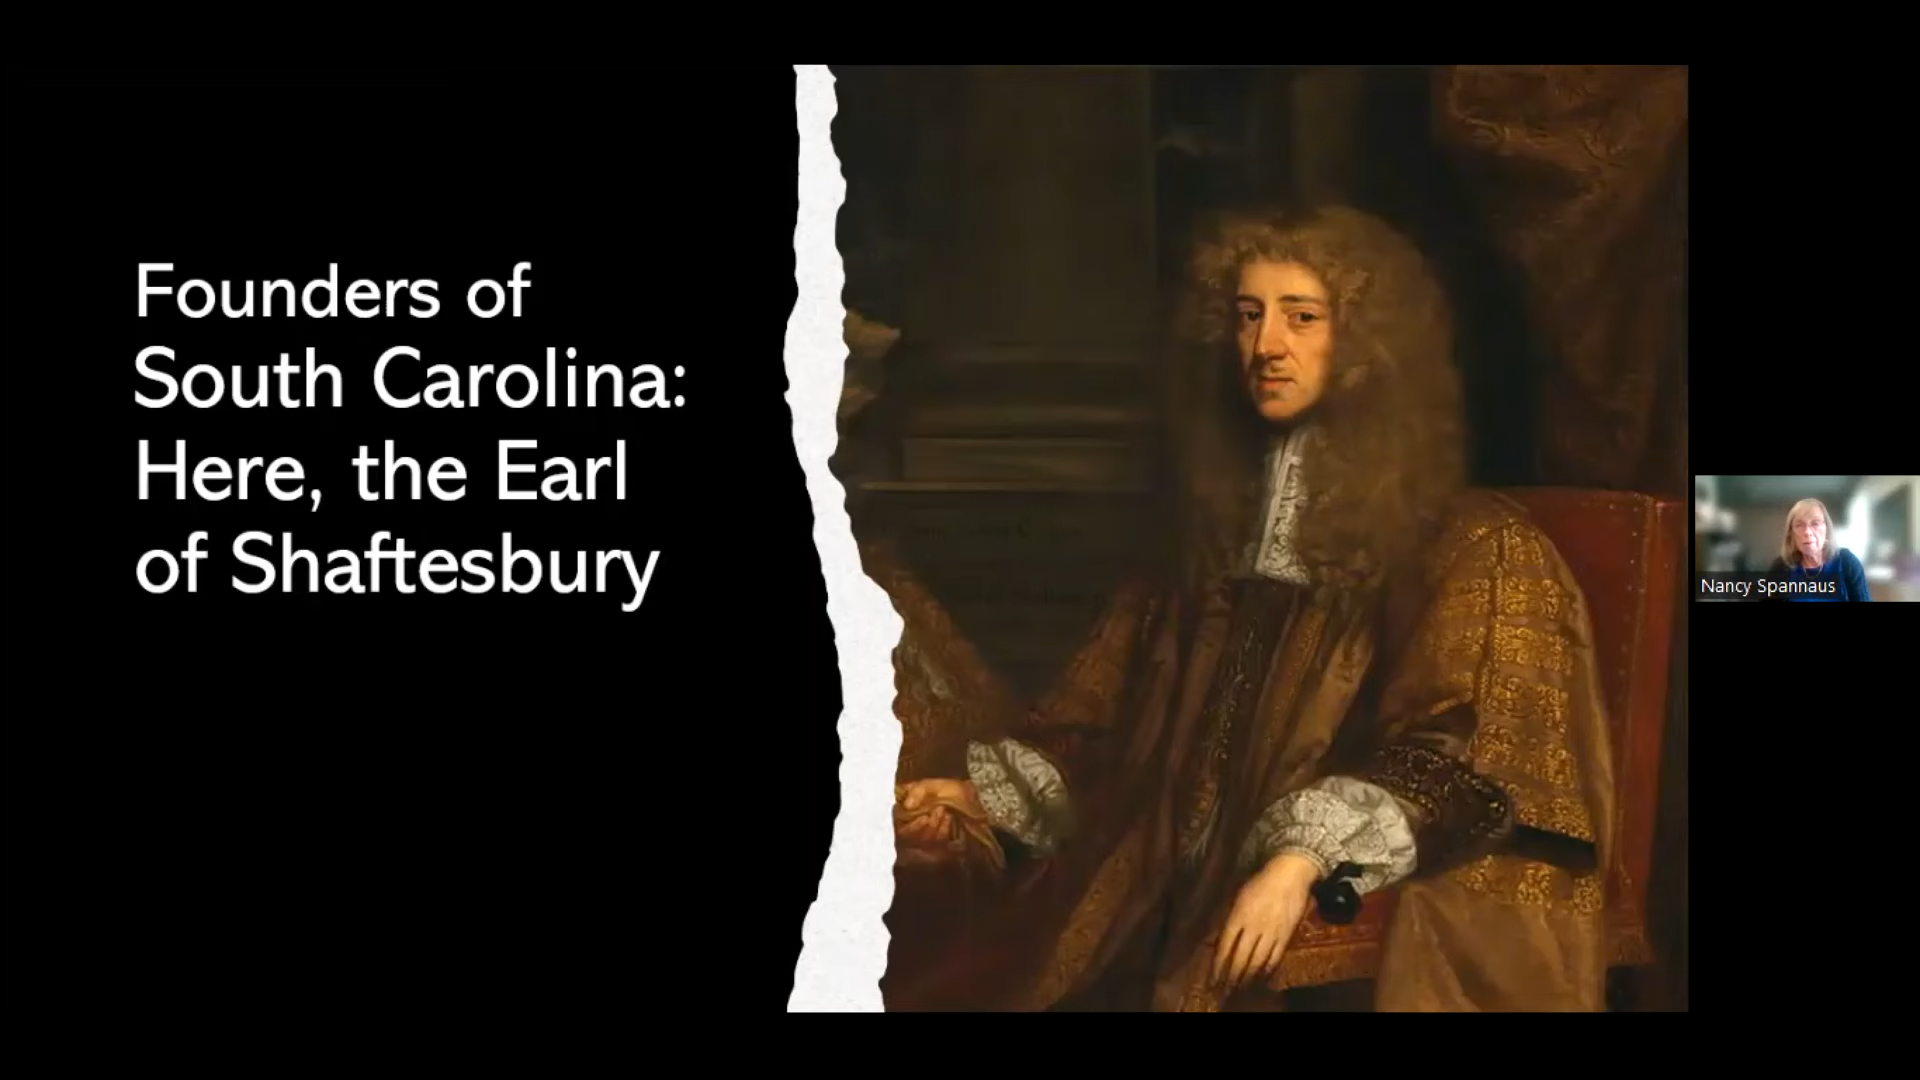 Founders of
South Carolina:
Here, the Earl
of Shaftesbury
Nancy Spannaus